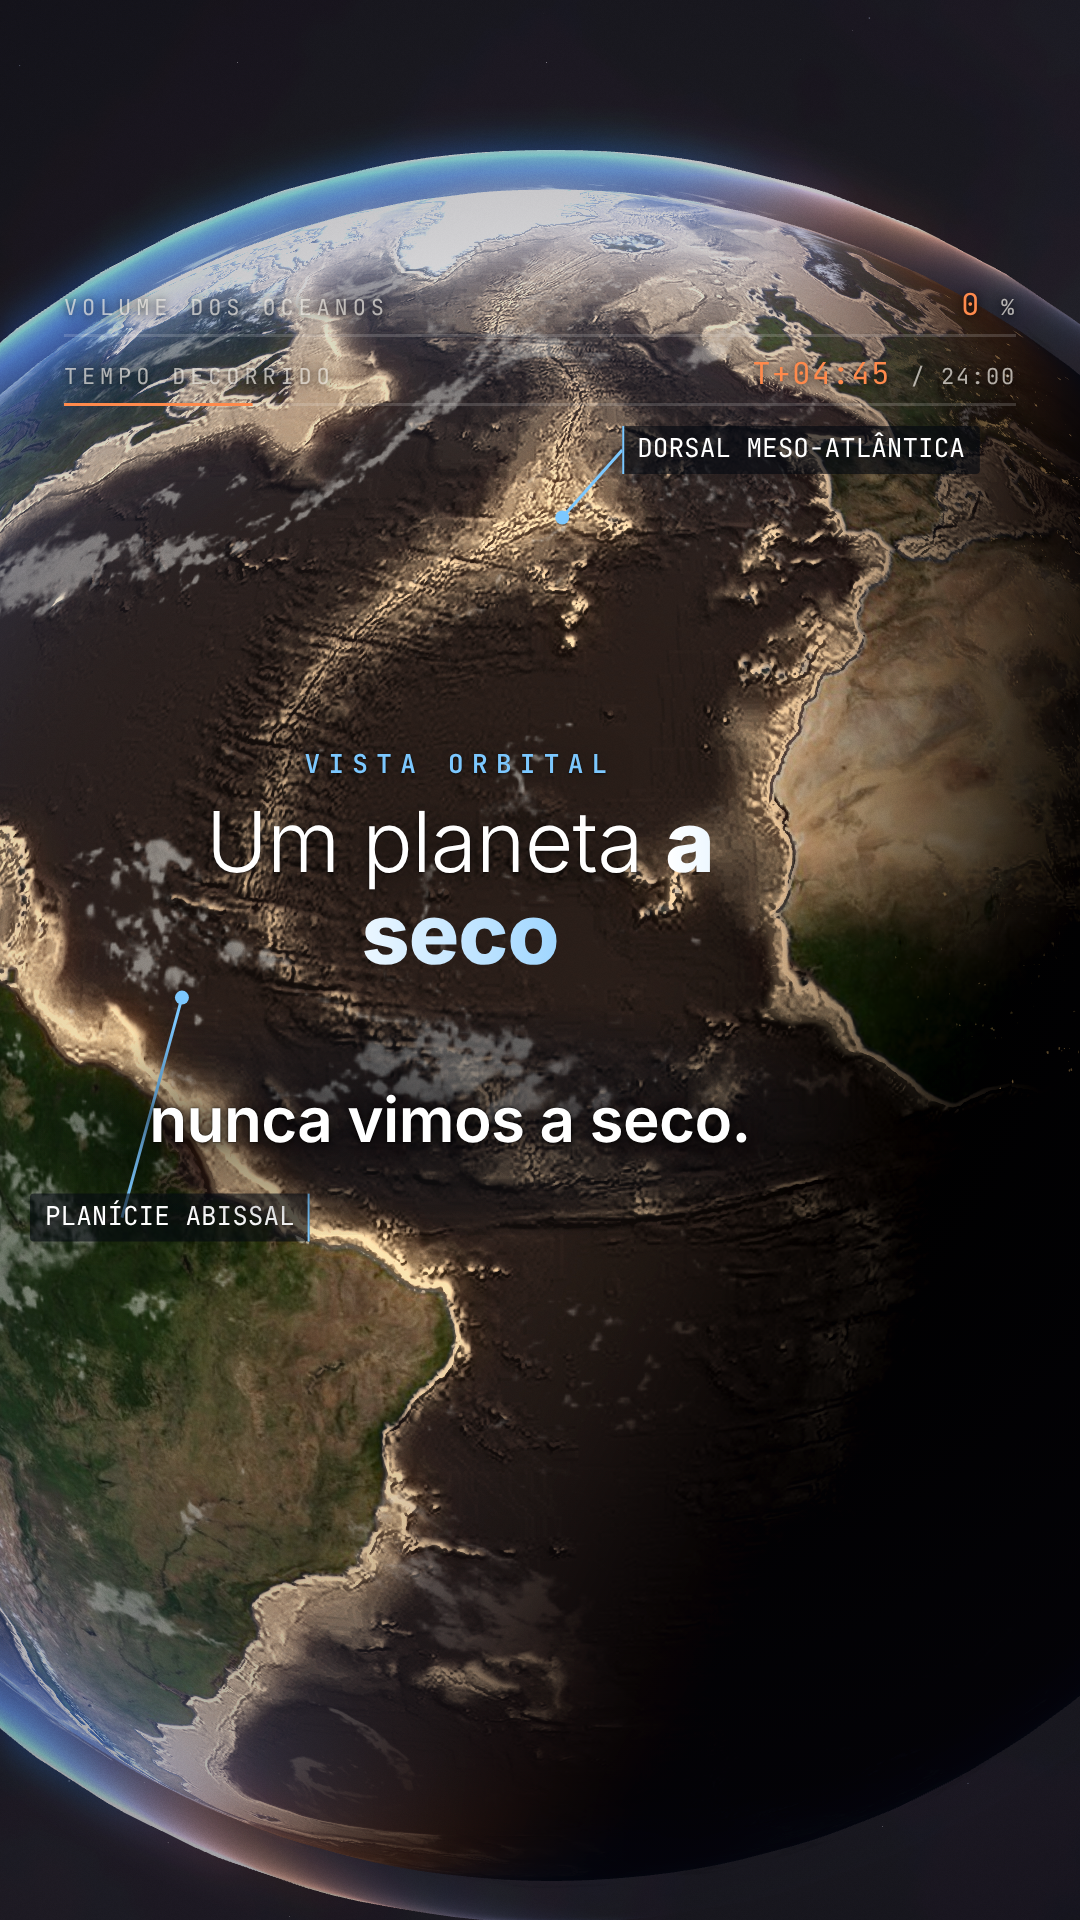 VOLUME DOS OCEANOS 0 %
TEMPO DECORRIDO T+04:45 / 24:00
DORSAL MESO-ATLÂNTICA
VISTA ORBITAL
Um planeta a
seco
nunca vimos a seco.
PLANÍCIE ABISSAL